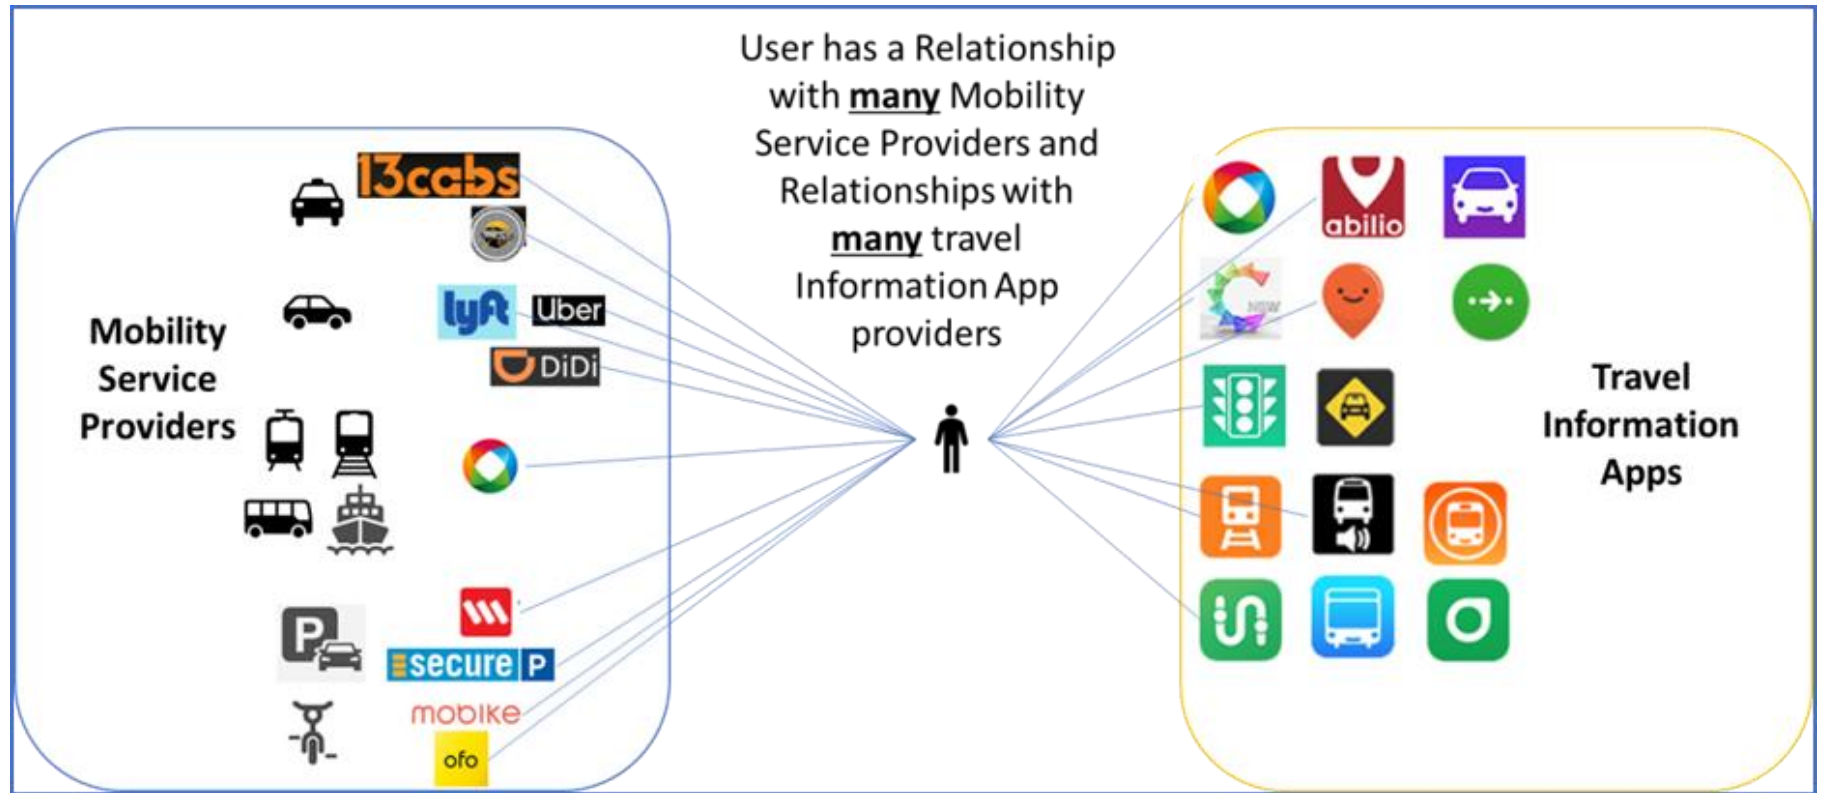 User has a Relationship
with many Mobility
Service Providers and
Relationships with
many travel
Information App
providers
Mobility
Service
Providers
13cabs
lyft
Uber
DiDi
P
secure P
mobike
ofo
abilio
NSW
Travel
Information
Apps